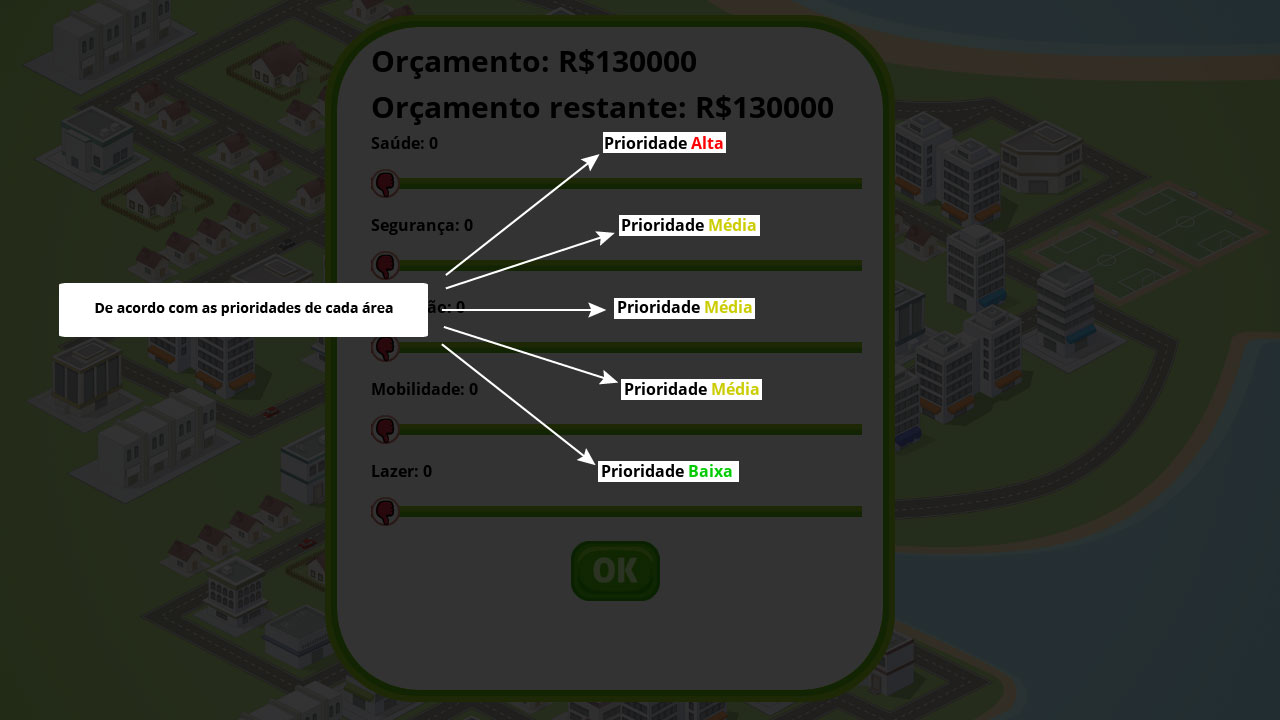 Orçamento: R$130000
Orçamento restante: R$130000
Saúde: 0
Prioridade Alta
Segurança: 0
Prioridade Média
De acordo com as prioridades de cada área
ão: 0
Prioridade Média
Mobilidade: 0
Prioridade Média
Lazer: 0
Prioridade Baixa
OK